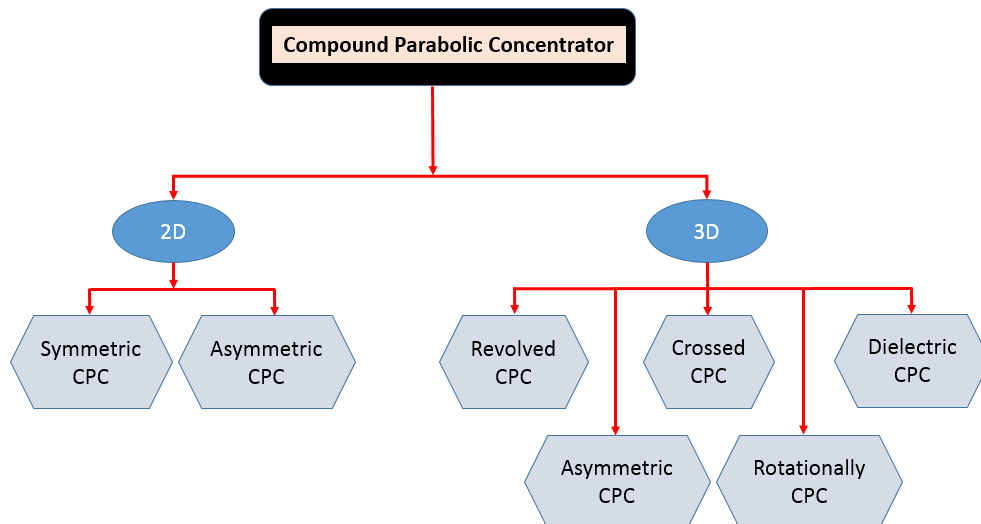 Compound Parabolic Concentrator
2D
3D
Symmetric
CPC
Asymmetric
CPC
Revolved
CPC
Crossed
CPC
Dielectric
CPC
Asymmetric
CPC
Rotationally
CPC